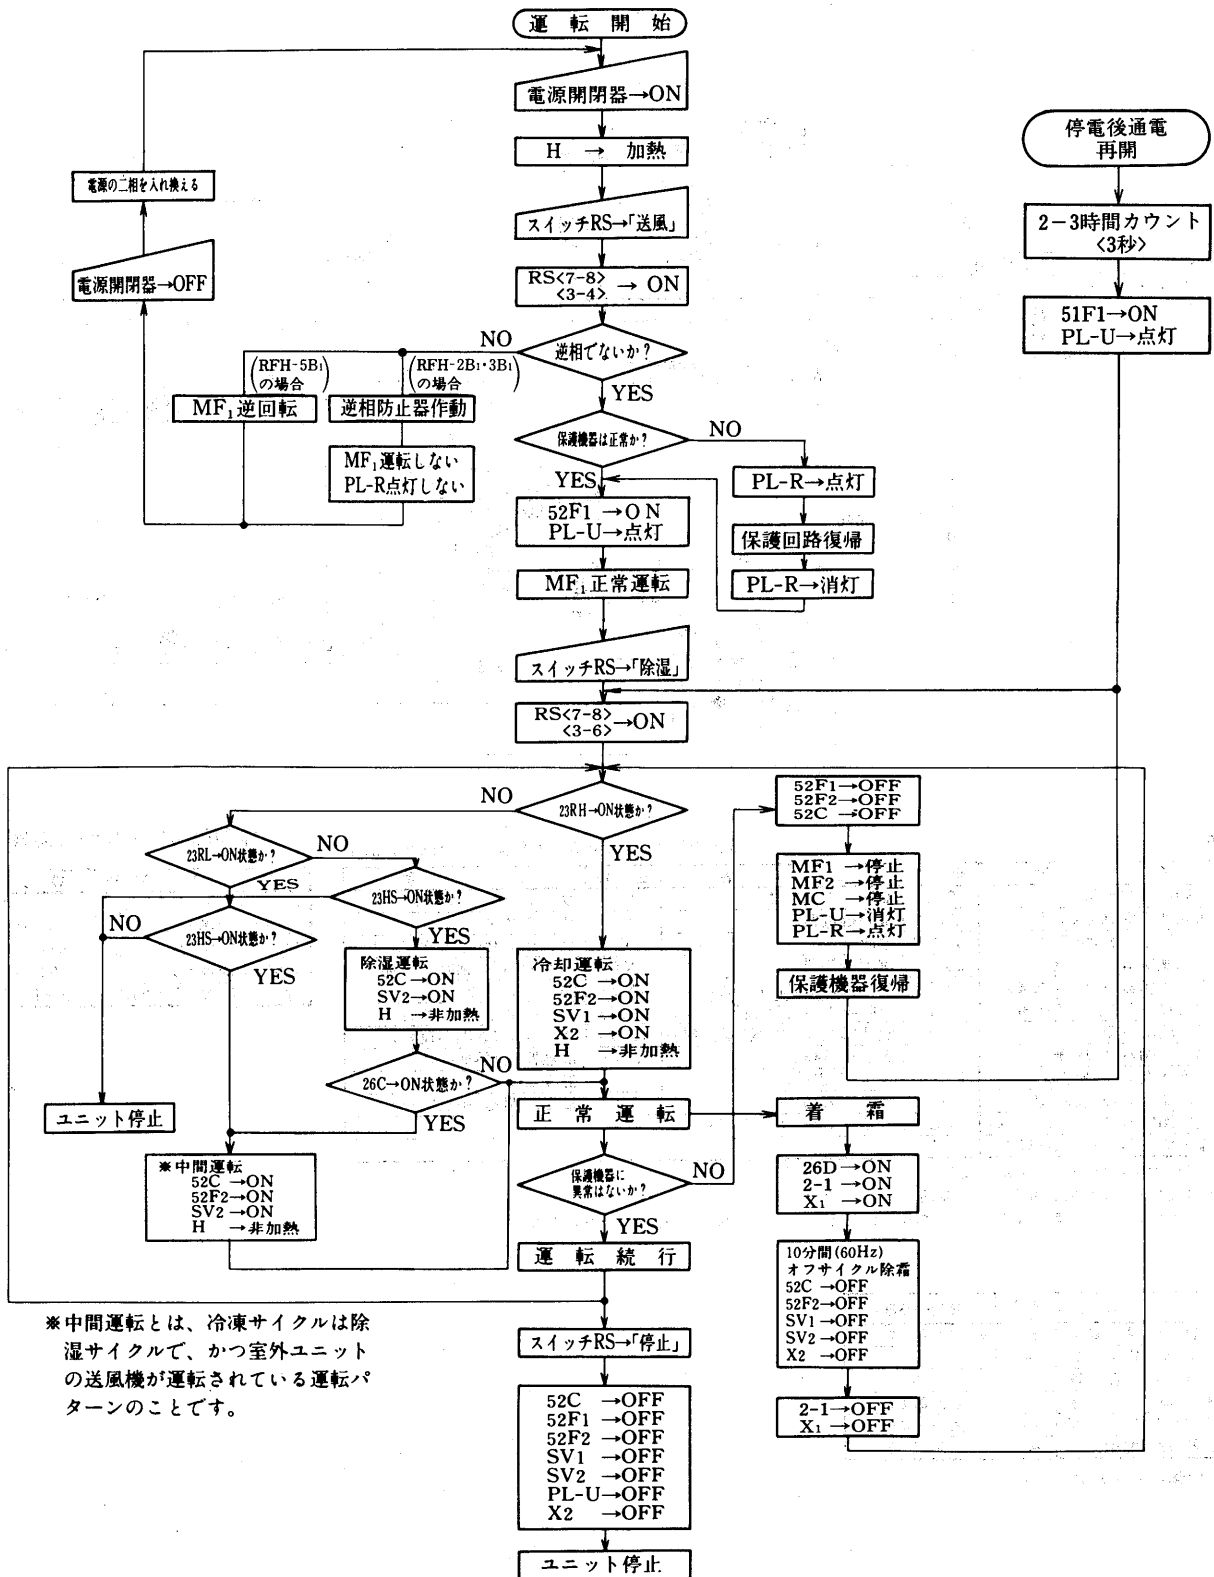 運転開始
電源開閉器→ON
H → 加熱
スイッチRS→「送風」
RS<7-8>
<3-4> → ON
逆相でないか?
NO
YES
(RFH-5B1の場合)
MF1逆回転
(RFH-2B1・3B1の場合)
逆相防止器作動
MF1運転しない
PL-R点灯しない
電源開閉器→OFF
電源の二相を入れ換える
保護機器は正常か?
NO
YES
PL-R→点灯
保護回路復帰
PL-R→消灯
52F1→ON
PL-U→点灯
MF1正常運転
スイッチRS→「除湿」
RS<7-8>
<3-6> →ON
停電後通電
再開
2-3時間カウント
<3秒>
51F1→ON
PL-U→点灯
23RH→ON状態か?
NO
YES
23RL→ON状態か?
NO
YES
23HS→ON状態か?
YES
23HS→ON状態か?
NO
YES
除湿運転
52C→ON
SV2→ON
H →非加熱
冷却運転
52C →ON
52F2→ON
SV1→ON
X2 →ON
H →非加熱
26C→ON状態か?
NO
YES
ユニット停止
※中間運転
52C →ON
52F2→ON
SV2→ON
H →非加熱
正常運転
保護機器に
異常はないか?
NO
YES
運転続行
52F1→OFF
52F2→OFF
52C →OFF
MF1 →停止
MF2 →停止
MC →停止
PL-U→消灯
PL-R→点灯
保護機器復帰
着霜
26D→ON
2-1→ON
X1 →ON
10分間(60Hz)
オフサイクル除霜
52C →OFF
52F2→OFF
SV1→OFF
SV2→OFF
X2 →OFF
2-1→OFF
X1 →OFF
スイッチRS→「停止」
52C →OFF
52F1 →OFF
52F2 →OFF
SV1 →OFF
SV2 →OFF
PL-U→OFF
X2 →OFF
ユニット停止
※中間運転とは、冷凍サイクルは除
湿サイクルで、かつ室外ユニット
の送風機が運転されている運転パ
ターンのことです。